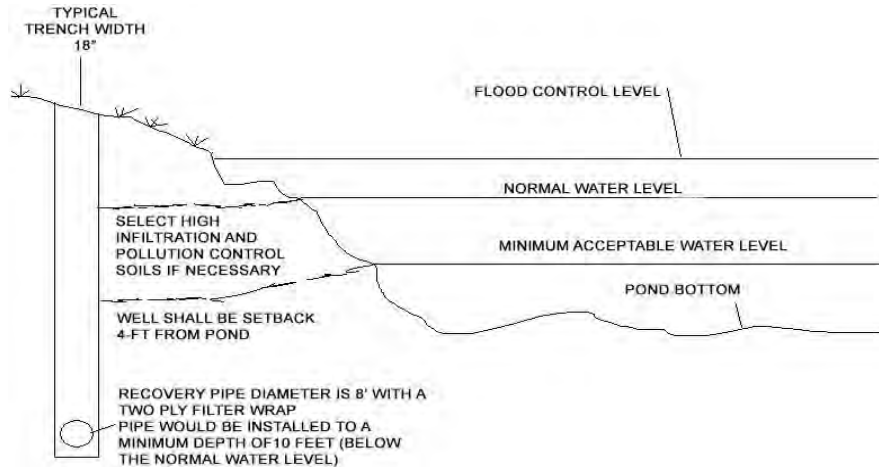 TYPICAL
TRENCH WIDTH
18"
FLOOD CONTROL LEVEL
NORMAL WATER LEVEL
SELECT HIGH
INFILTRATION AND
POLLUTION CONTROL
SOILS IF NECESSARY
MINIMUM ACCEPTABLE WATER LEVEL
POND BOTTOM
WELL SHALL BE SETBACK
4-FT FROM POND
RECOVERY PIPE DIAMETER IS 8' WITH A
TWO PLY FILTER WRAP
PIPE WOULD BE INSTALLED TO A
MINIMUM DEPTH OF10 FEET (BELOW
THE NORMAL WATER LEVEL)